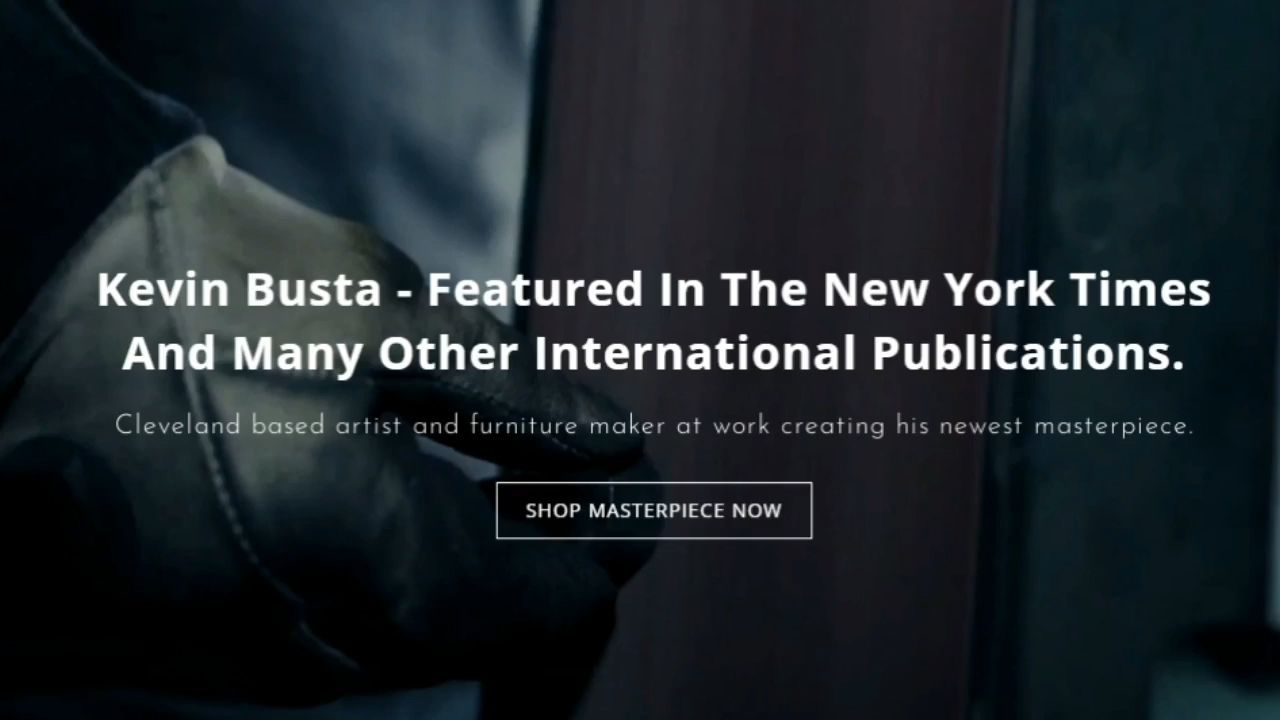 Kevin Busta - Featured In The New York Times
And Many Other International Publications.
Cleveland based artist and furniture maker at work creating his newest masterpiece.
SHOP MASTERPIECE NOW